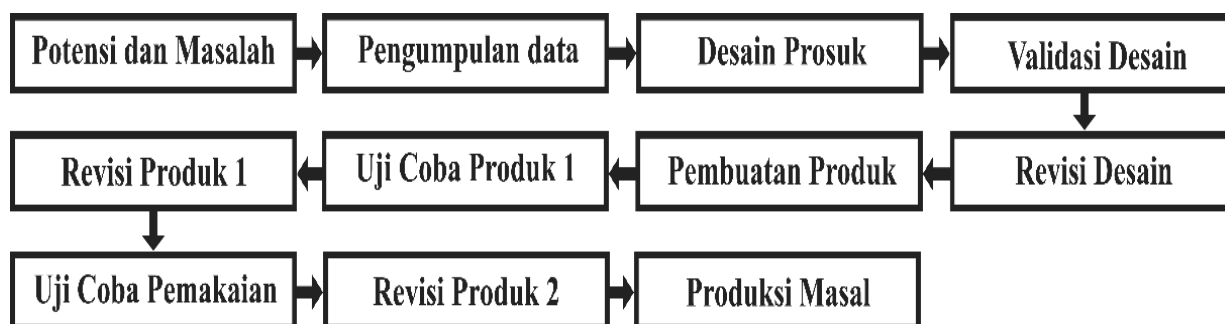 Potensi dan Masalah
Pengumpulan data
Desain Prosuk
Validasi Desain
Revisi Desain
Pembuatan Produk
Uji Coba Produk 1
Revisi Produk 1
Uji Coba Pemakaian
Revisi Produk 2
Produksi Masal